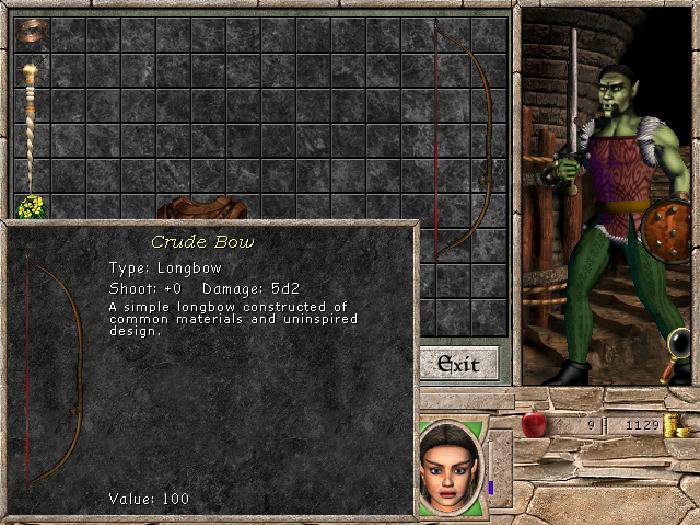 Crude Bow
Type: Longbow
Shoot: +0 Damage: 5d2
A simple longbow constructed of
common materials and uninspired
design.
Value: 100
Exit
9 1129